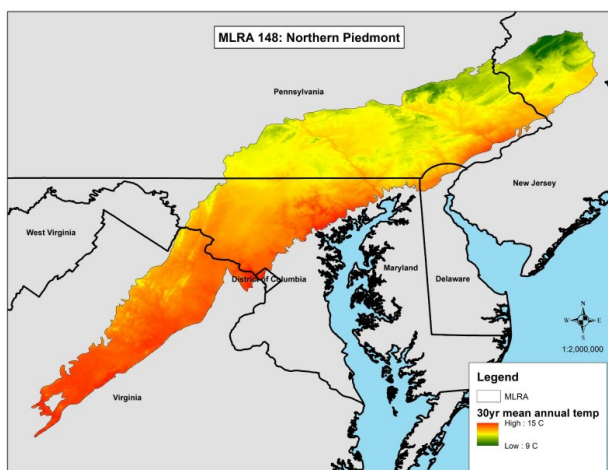 MLRA 148: Northern Piedmont
Pennsylvania
New Jersey
West Virginia
Maryland
Delaware
District of Columbia
Virginia
N
W E
S
1:2,000,000
Legend
MLRA
30yr mean annual temp
High : 15 C
Low : 9 C